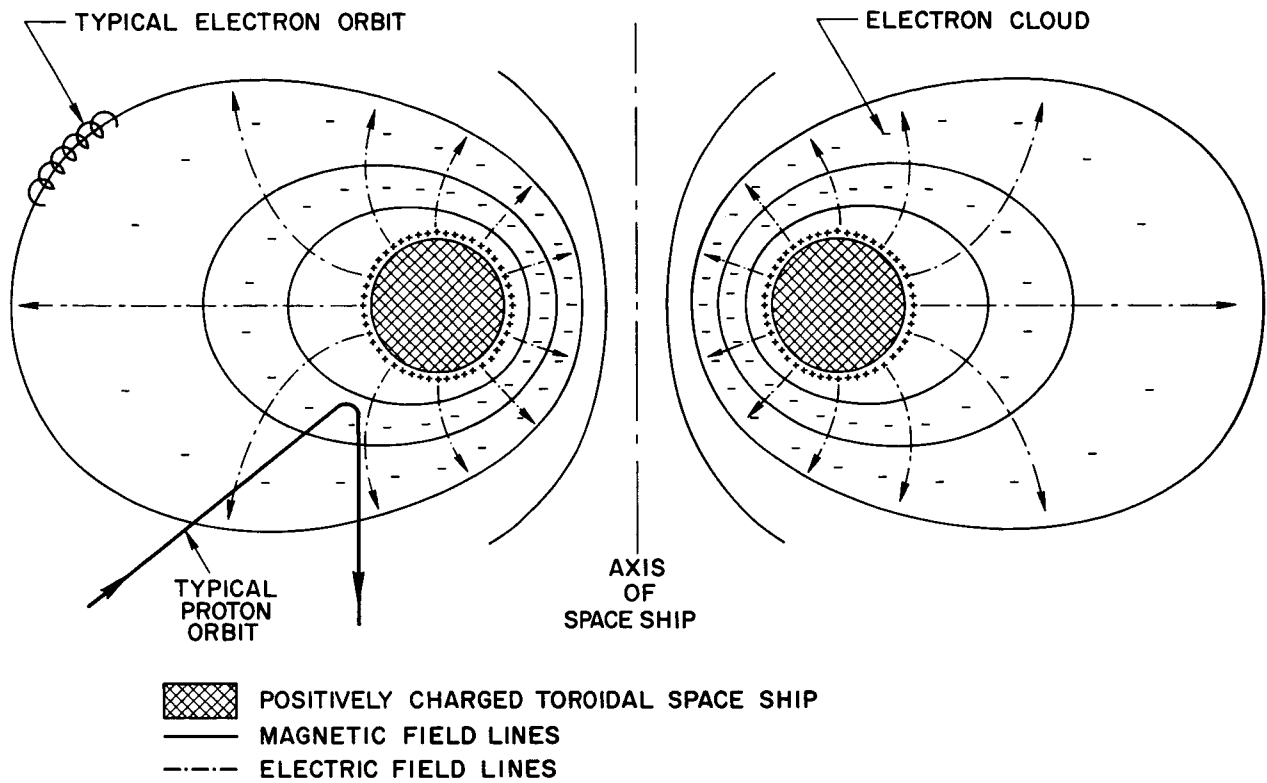 TYPICAL ELECTRON ORBIT
ELECTRON CLOUD
TYPICAL
PROTON
ORBIT
AXIS
OF
SPACE SHIP
POSITIVELY CHARGED TOROIDAL SPACE SHIP
MAGNETIC FIELD LINES
ELECTRIC FIELD LINES